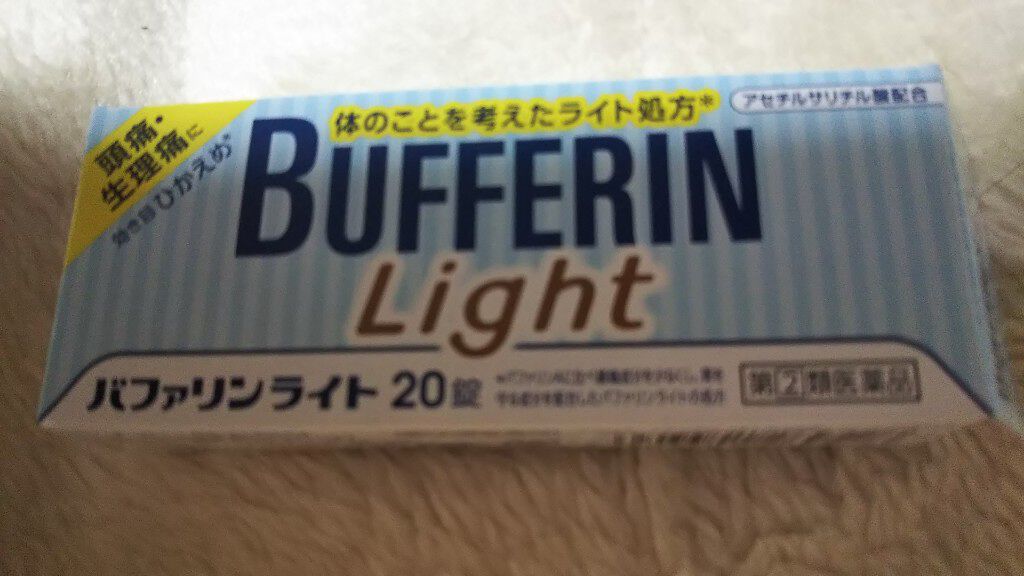 頭痛・
生理痛に
効き目ひかえめ*
体のことを考えたライト処方*
アセチルサリチル酸配合
BUFFERIN
Light
バファリンライト 20錠
指②類医薬品